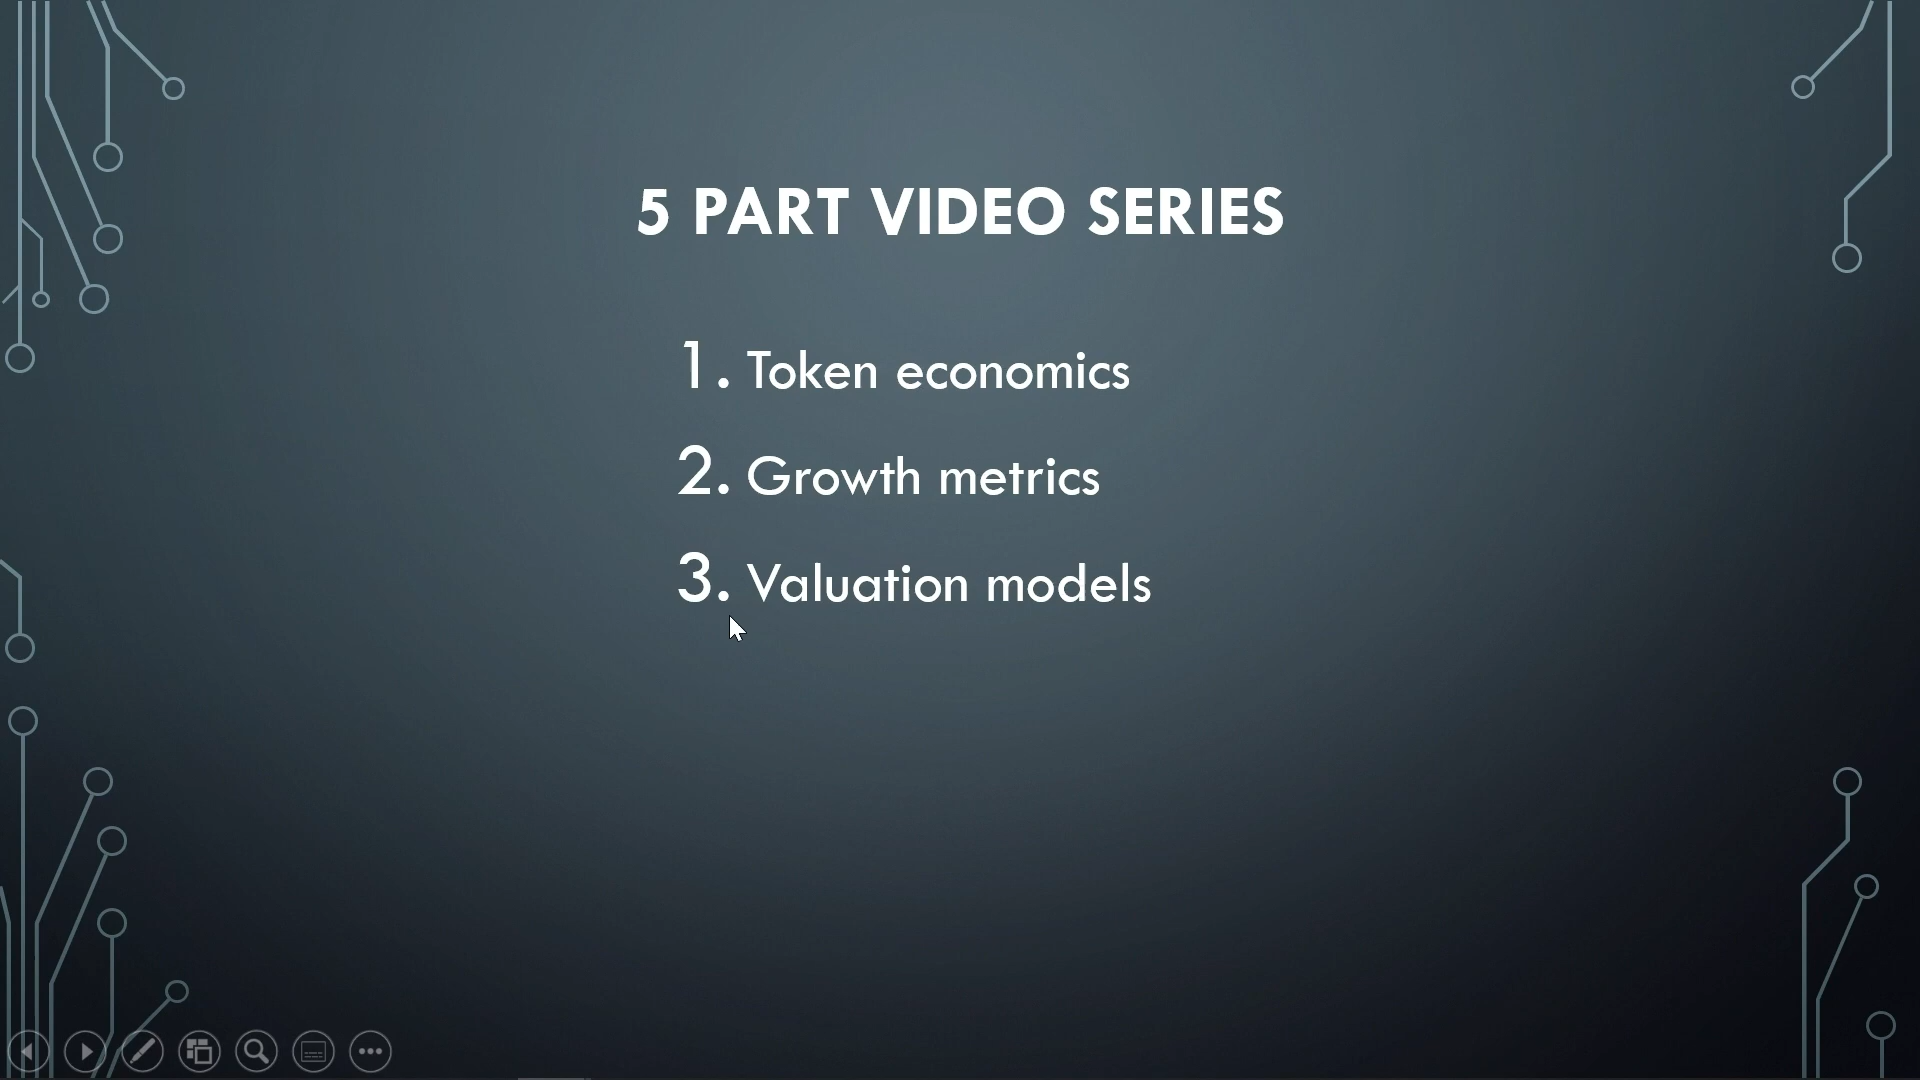 5 PART VIDEO SERIES
1. Token economics
2. Growth metrics
3. Valuation models